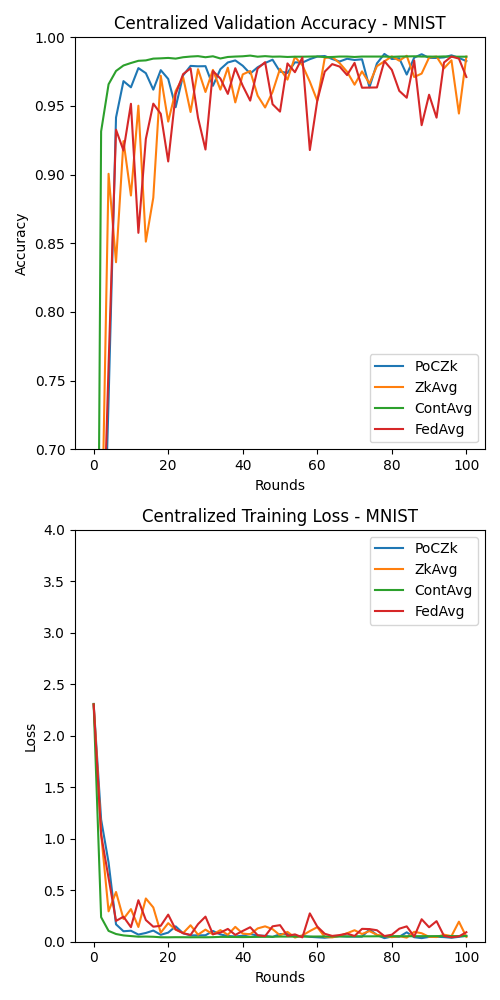 Centralized Validation Accuracy - MNIST
1.00
0.95
0.90
0.85
0.80
0.75
0.70
Accuracy
PoCZk
ZkAvg
ContAvg
FedAvg
0 20 40 60 80 100
Rounds
Centralized Training Loss - MNIST
4.0
3.5
3.0
2.5
2.0
1.5
1.0
0.5
0.0
Loss
PoCZk
ZkAvg
ContAvg
FedAvg
0 20 40 60 80 100
Rounds